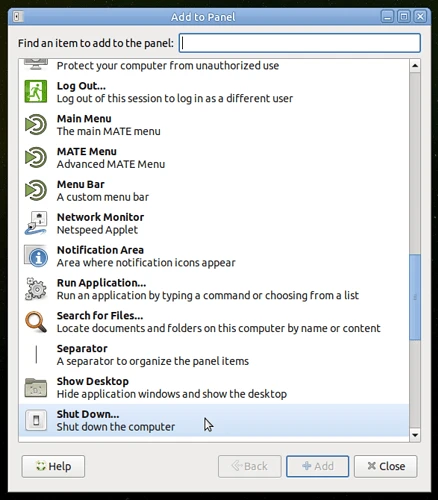 Add to Panel
Find an item to add to the panel:
Protect your computer from unauthorized use
Log Out...
Log out of this session to log in as a different user
Main Menu
The main MATE menu
MATE Menu
Advanced MATE Menu
Menu Bar
A custom menu bar
Network Monitor
Netspeed Applet
Notification Area
Area where notification icons appear
Run Application...
Run an application by typing a command or choosing from a list
Search for Files...
Locate documents and folders on this computer by name or content
Separator
A separator to organize the panel items
Show Desktop
Hide application windows and show the desktop
Shut Down...
Shut down the computer
Help Back Add Close